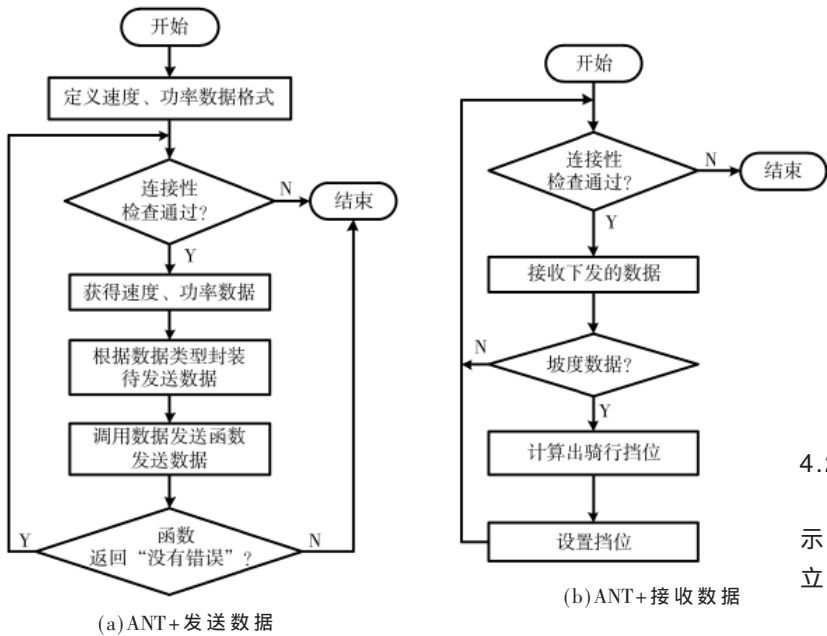 开始
定义速度、功率数据格式
连接性
检查通过?
N
结束
Y
获得速度、功率数据
根据数据类型封装
待发送数据
调用数据发送函数
发送数据
函数
返回“没有错误”?
Y
N
(a)ANT+发送数据
开始
连接性
检查通过?
N
结束
Y
接收下发的数据
坡度数据?
N
Y
计算出骑行挡位
设置挡位
(b)ANT+接收数据
4.2
示
立